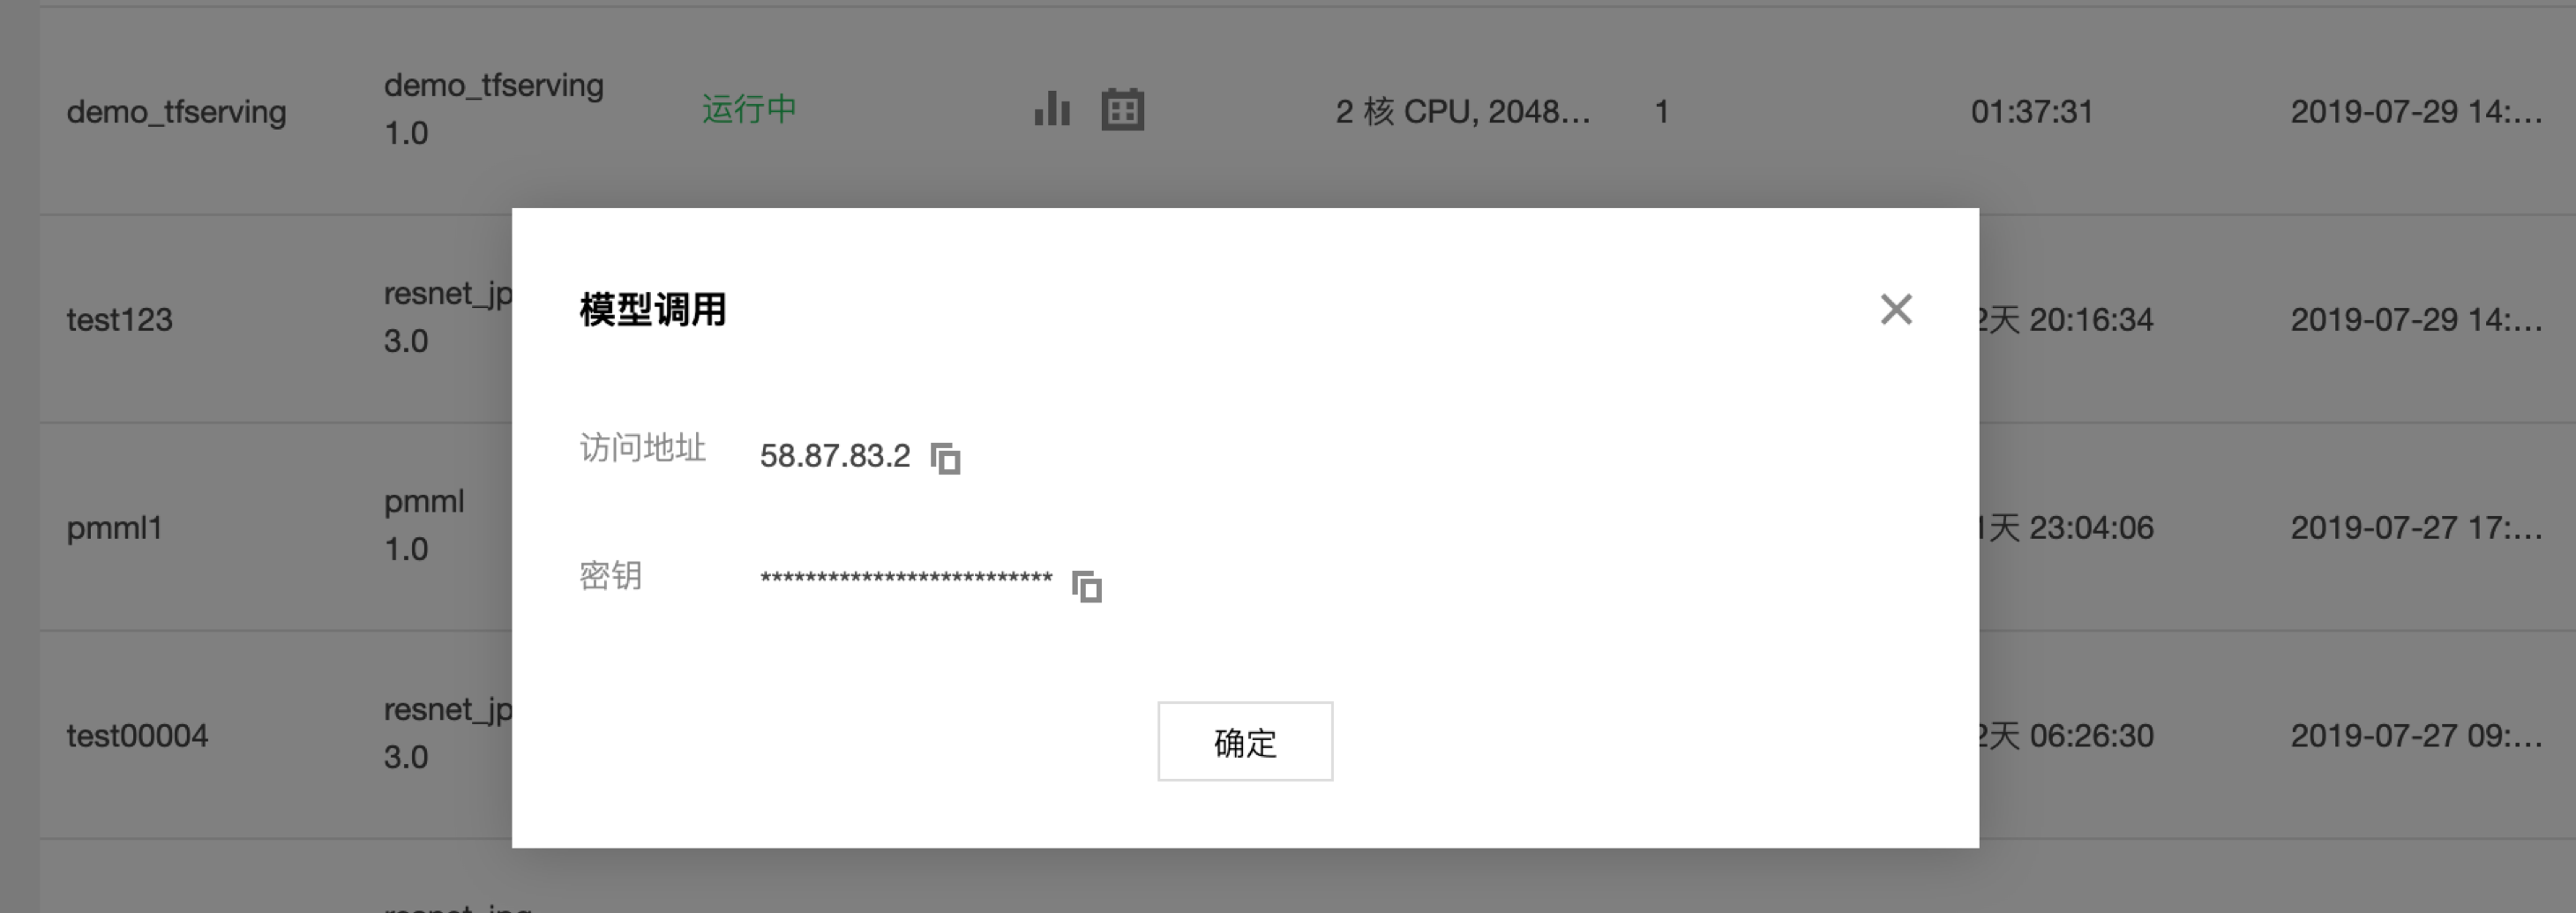 demo_tfserving
demo_tfserving
1.0
运行中
2 核 CPU, 2048...
1
01:37:31
2019-07-29 14:...
test123
resnet_jp
3.0
2天 20:16:34
2019-07-29 14:...
pmml1
pmml
1.0
1天 23:04:06
2019-07-27 17:...
test00004
resnet_jp
3.0
2天 06:26:30
2019-07-27 09:...
模型调用
访问地址 58.87.83.2
密钥 **************************
确定